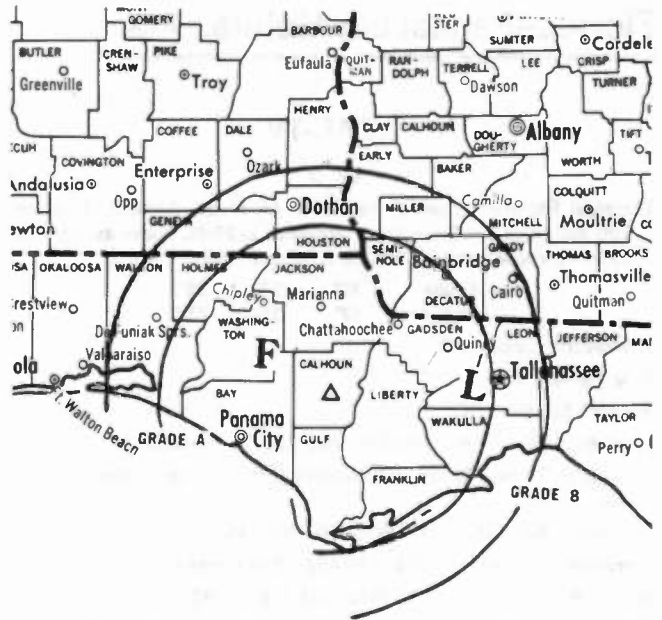 GOMERY
BARBOUR
STER
SUMTER
Cordele
BUTLER
CREN-
SHAW
PIKE
Eufaula
QUIT-
MAN
RAN-
DOLPH
TERRELL
LEE
CRISP
Greenville
Troy
Dawson
TURNER
HENRY
COFFEE
DALE
CLAY
CALHOUN
DOU-
GHERTY
Albany
TIFT
COVINGTON
Enterprise
Ozark
EARLY
BAKER
WORTH
Andalusia
Opp
Dothan
MILLER
Camilla
MITCHELL
COLQUITT
Moultrie
GENEVA
HOUSTON
SEMI-
NOLE
GRADY
THOMAS
BROOKS
OKALOOSA
WALTON
HOLMES
JACKSON
Bainbridge
Thomasville
Crestview
Chipley
Marianna
DECATUR
Cairo
Quitman
DeFuniak Sprs.
WASHING-
TON
Chattahoochee
GADSDEN
LEON
JEFFERSON
Valparaiso
F
Quincy
CALHOUN
L
Tallahassee
Ft. Walton Beach
BAY
LIBERTY
GRADE A
Panama
City
GULF
WAKULLA
TAYLOR
Perry
FRANKLIN
GRADE B